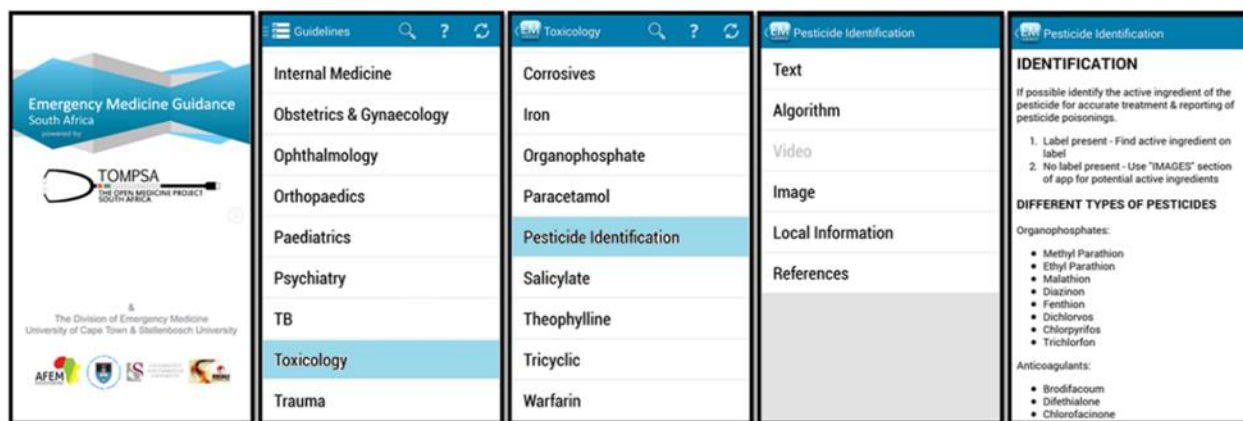 Emergency Medicine Guidance
South Africa
powered by
TOMPSA
THE OPEN MEDICINE PROJECT
SOUTH AFRICA
&
The Division of Emergency Medicine
University of Cape Town & Stellenbosch University
AFEM
Guidelines
?
Internal Medicine
Obstetrics & Gynaecology
Ophthalmology
Orthopaedics
Paediatrics
Psychiatry
TB
Toxicology
Trauma
EM Toxicology
?
Corrosives
Iron
Organophosphate
Paracetamol
Pesticide Identification
Salicylate
Theophylline
Tricyclic
Warfarin
EM Pesticide Identification
Text
Algorithm
Video
Image
Local Information
References
EM Pesticide Identification
IDENTIFICATION
If possible identify the active ingredient of the
pesticide for accurate treatment & reporting of
pesticide poisonings.
1. Label present - Find active ingredient on
label
2. No label present - Use "IMAGES" section
of app for potential active ingredients
DIFFERENT TYPES OF PESTICIDES
Organophosphates:
• Methyl Parathion
• Ethyl Parathion
• Malathion
• Diazinon
• Fenthion
• Dichlorvos
• Chlorpyrifos
• Trichlorfon
Anticoagulants:
• Brodifacoum
• Difethialone
• Chlorofacinone